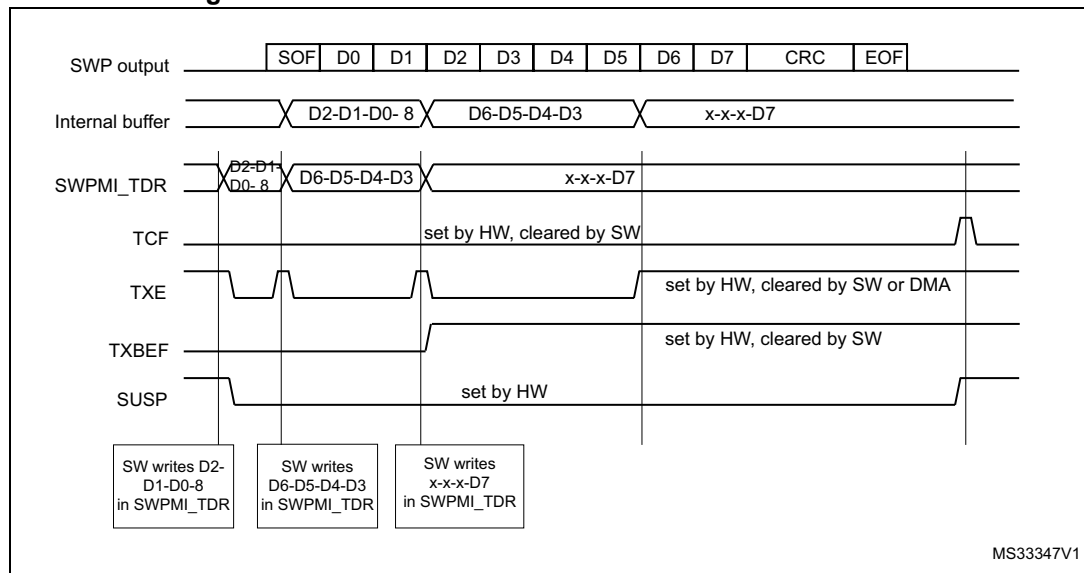 SWP output SOF D0 D1 D2 D3 D4 D5 D6 D7 CRC EOF
Internal buffer D2-D1-D0- 8 D6-D5-D4-D3 x-x-x-D7
SWPMI_TDR D2-D1-
D0- 8 D6-D5-D4-D3 x-x-x-D7
TCF set by HW, cleared by SW
TXE set by HW, cleared by SW or DMA
TXBEF set by HW, cleared by SW
SUSP set by HW
SW writes D2-
D1-D0-8
in SWPMI_TDR
SW writes
D6-D5-D4-D3
in SWPMI_TDR
SW writes
x-x-x-D7
in SWPMI_TDR
MS33347V1